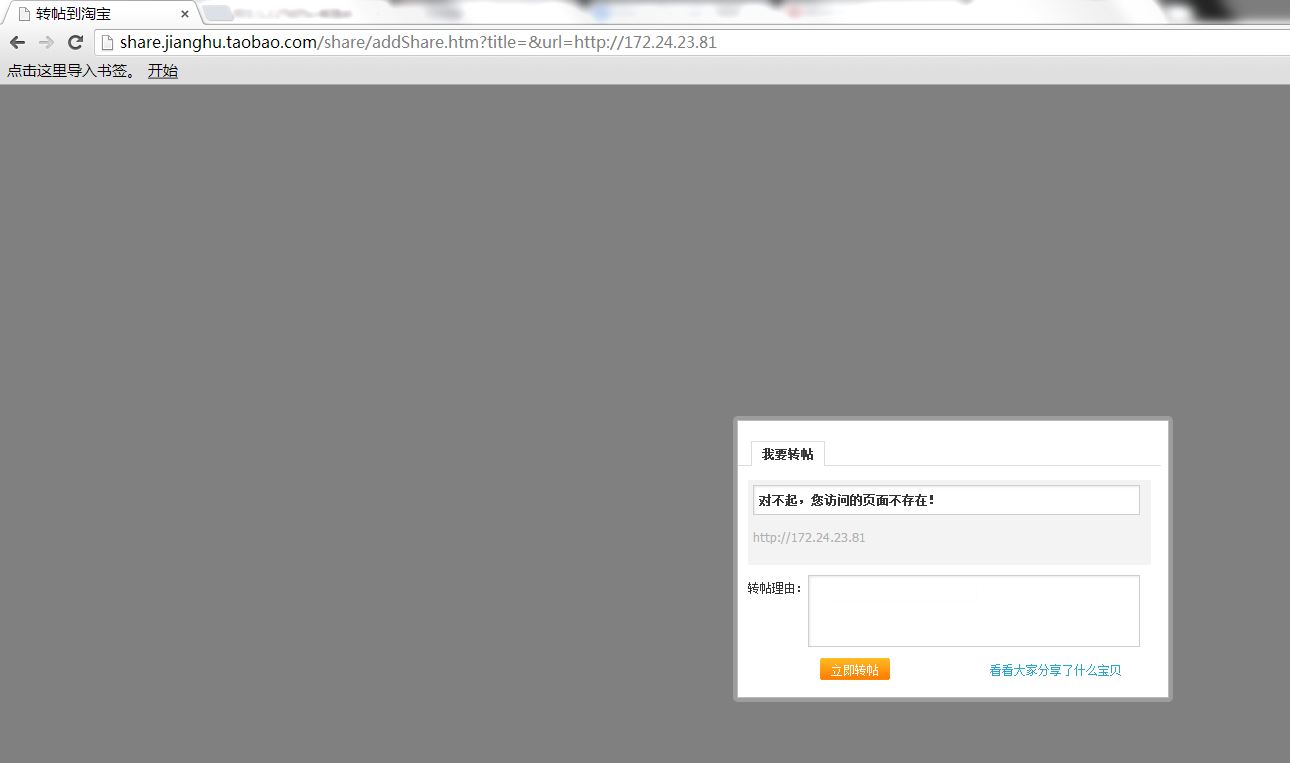 转帖到淘宝
share.jianghu.taobao.com/share/addShare.htm?title=&url=http://172.24.23.81
点击这里导入书签。 开始
我要转帖
对不起，您访问的页面不存在！
http://172.24.23.81
转帖理由：
立即转帖 看看大家分享了什么宝贝